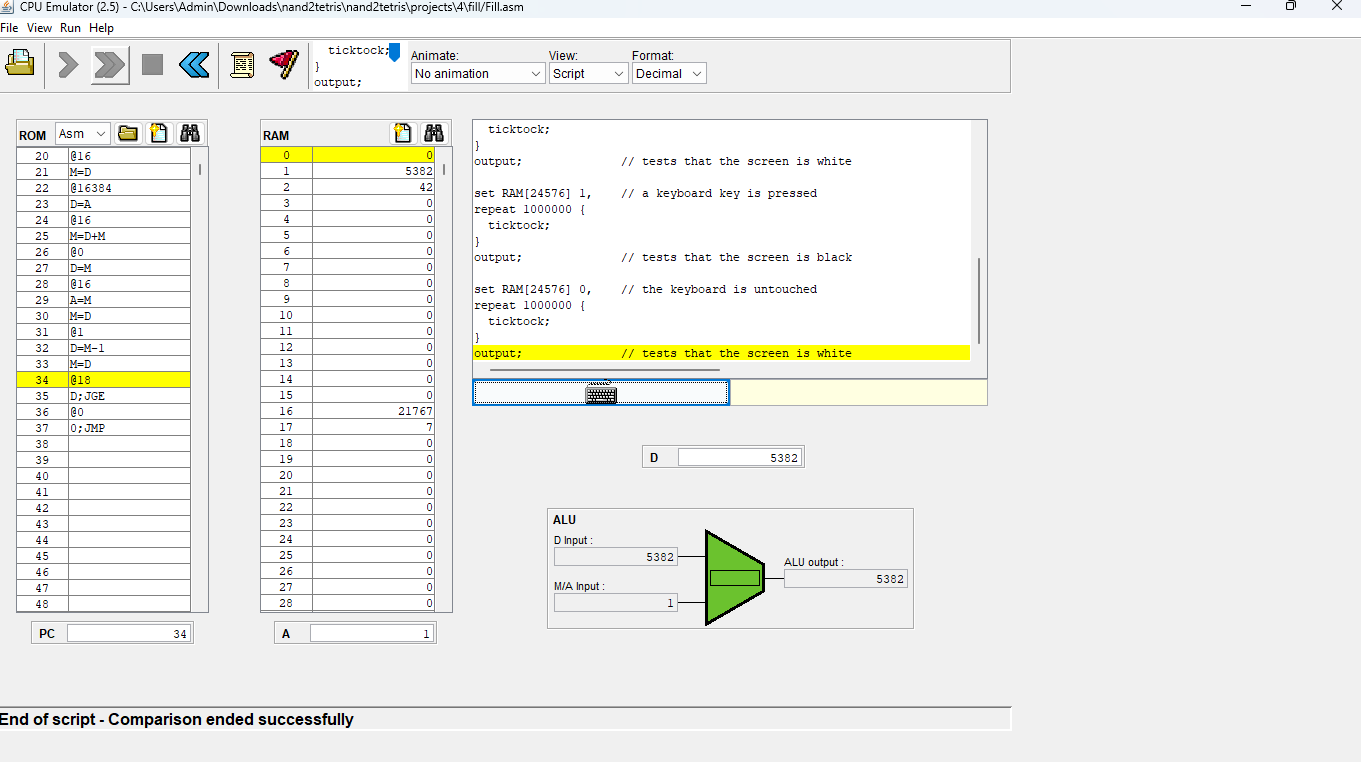 CPU Emulator (2.5) - C:\Users\Admin\Downloads\nand2tetris\nand2tetris\projects\4\fill/Fill.asm
File View Run Help
ticktock;
}
output;
Animate:
No animation
View:
Script
Format:
Decimal
ROM Asm
20 @16
21 M=D
22 @16384
23 D=A
24 @16
25 M=D+M
26 @0
27 D=M
28 @16
29 A=M
30 M=D
31 @1
32 D=M-1
33 M=D
34 @18
35 D;JGE
36 @0
37 0;JMP
38
39
40
41
42
43
44
45
46
47
48
PC 34
RAM
0 0
1 5382
2 42
3 0
4 0
5 0
6 0
7 0
8 0
9 0
10 0
11 0
12 0
13 0
14 0
15 0
16 21767
17 7
18 0
19 0
20 0
21 0
22 0
23 0
24 0
25 0
26 0
27 0
28 0
A 1
ticktock;
}
output; // tests that the screen is white
set RAM[24576] 1, // a keyboard key is pressed
repeat 1000000 {
ticktock;
}
output; // tests that the screen is black
set RAM[24576] 0, // the keyboard is untouched
repeat 1000000 {
ticktock;
}
output; // tests that the screen is white
D 5382
ALU
D Input :
5382
M/A Input :
1
ALU output :
5382
End of script - Comparison ended successfully